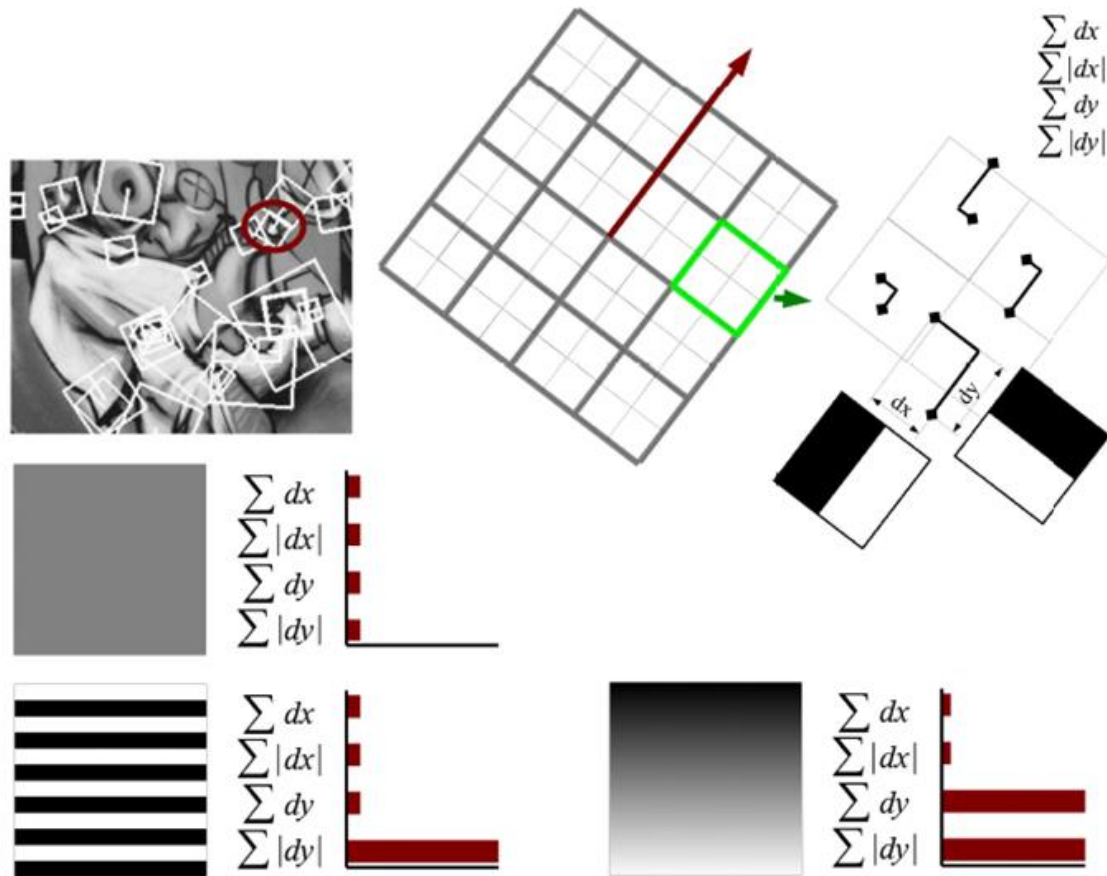 ∑ dx
∑ |dx|
∑ dy
∑ |dy|
dx
dy
∑ dx
∑ |dx|
∑ dy
∑ |dy|
∑ dx
∑ |dx|
∑ dy
∑ |dy|
∑ dx
∑ |dx|
∑ dy
∑ |dy|